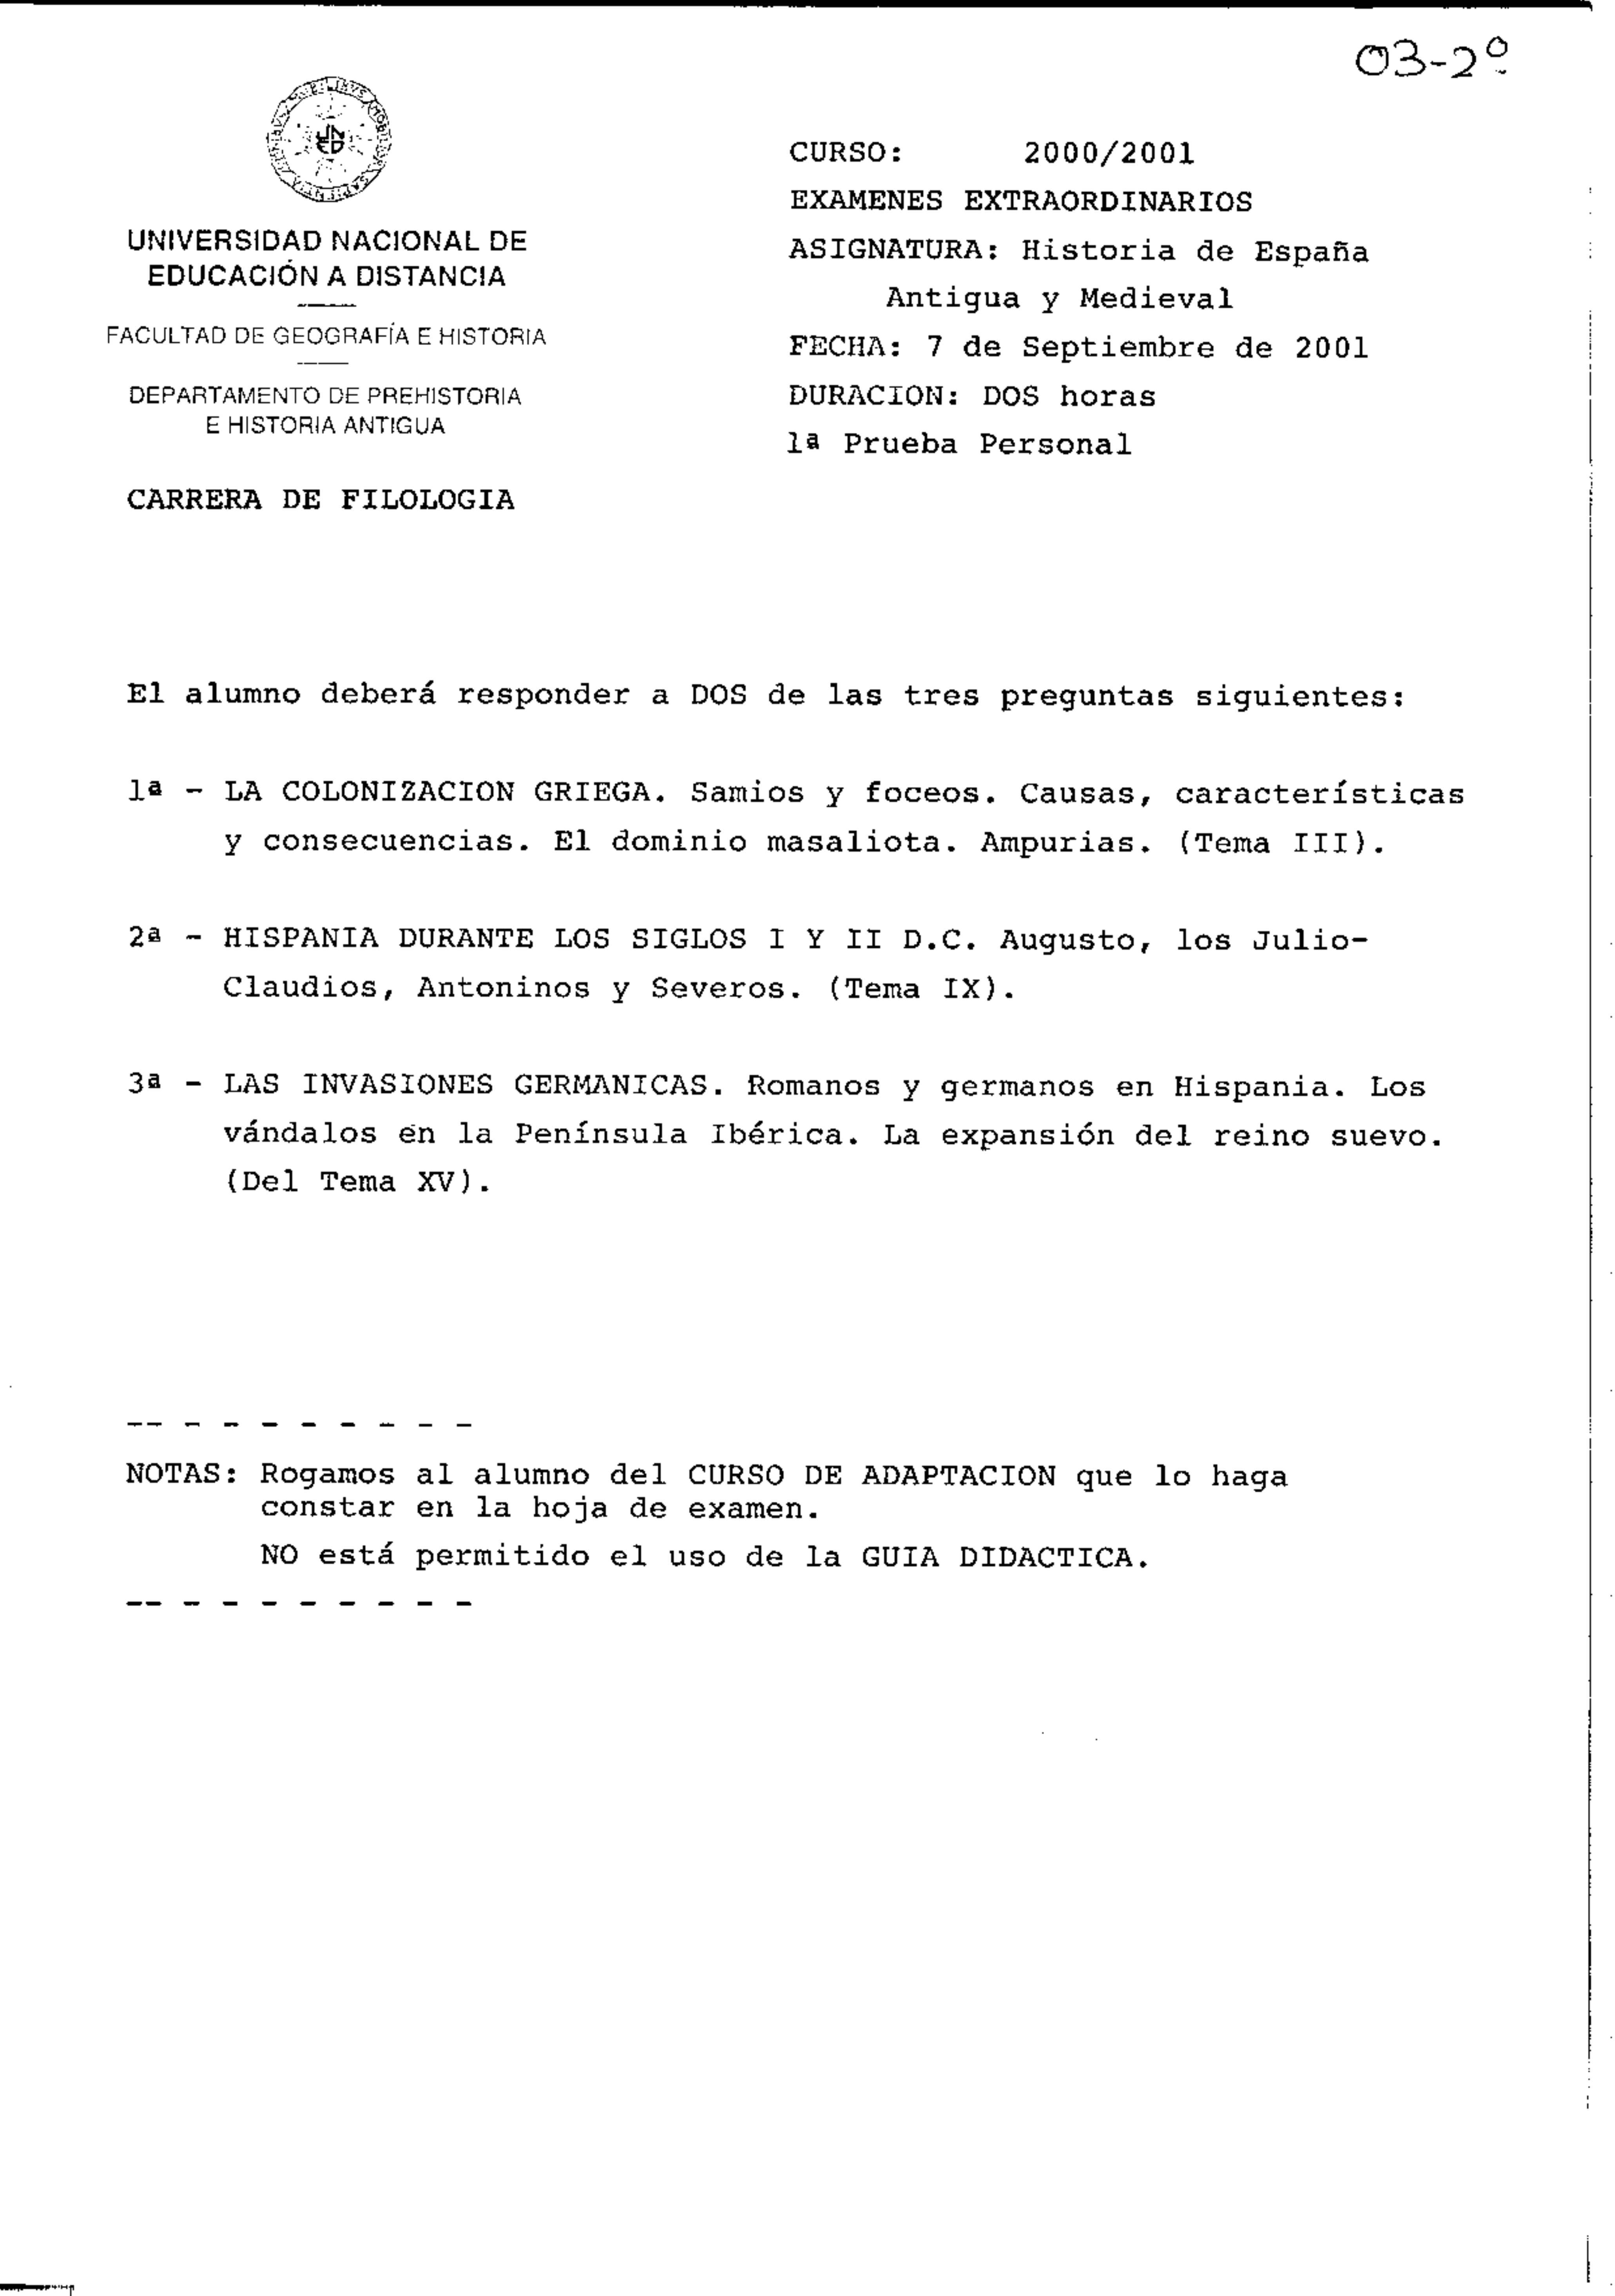 03-2º
UNED
UNIVERSIDAD NACIONAL DE
EDUCACIÓN A DISTANCIA
FACULTAD DE GEOGRAFÍA E HISTORIA
DEPARTAMENTO DE PREHISTORIA
E HISTORIA ANTIGUA
CARRERA DE FILOLOGIA
CURSO: 2000/2001
EXAMENES EXTRAORDINARIOS
ASIGNATURA: Historia de España
Antigua y Medieval
FECHA: 7 de Septiembre de 2001
DURACION: DOS horas
1ª Prueba Personal
El alumno deberá responder a DOS de las tres preguntas siguientes:
1ª - LA COLONIZACION GRIEGA. Samios y foceos. Causas, características
y consecuencias. El dominio masaliota. Ampurias. (Tema III).
2ª - HISPANIA DURANTE LOS SIGLOS I Y II D.C. Augusto, los Julio-
Claudios, Antoninos y Severos. (Tema IX).
3ª - LAS INVASIONES GERMANICAS. Romanos y germanos en Hispania. Los
vándalos en la Península Ibérica. La expansión del reino suevo.
(Del Tema XV).
NOTAS: Rogamos al alumno del CURSO DE ADAPTACION que lo haga
constar en la hoja de examen.
NO está permitido el uso de la GUIA DIDACTICA.